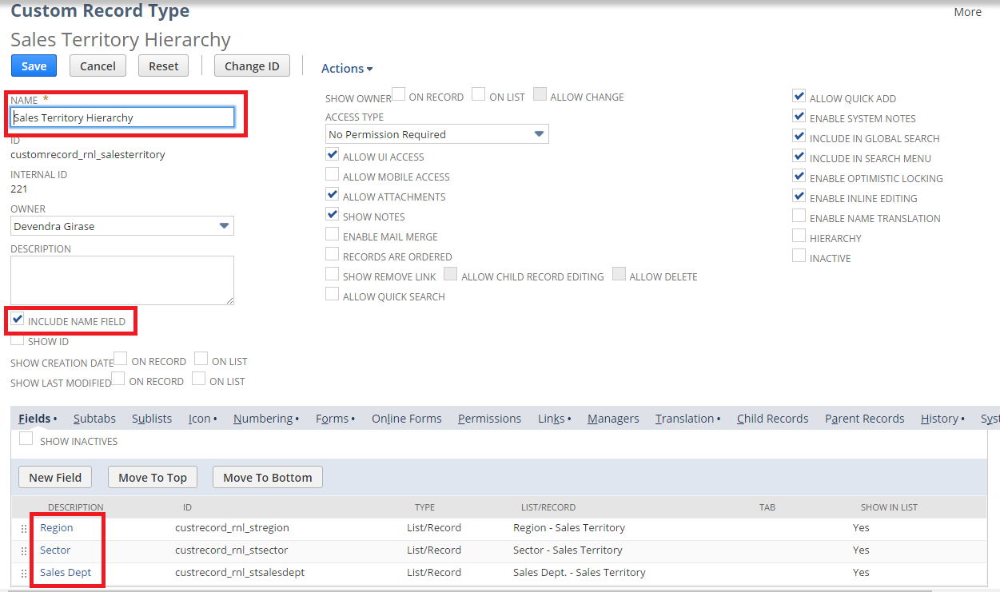 Custom Record Type
More
Sales Territory Hierarchy
Save Cancel Reset Change ID Actions
NAME *
Sales Territory Hierarchy
ID
customrecord_rnl_salesterritory
INTERNAL ID
221
OWNER
Devendra Girase
DESCRIPTION
INCLUDE NAME FIELD
SHOW ID
SHOW CREATION DATE ON RECORD ON LIST
SHOW LAST MODIFIED ON RECORD ON LIST
SHOW OWNER ON RECORD ON LIST ALLOW CHANGE
ACCESS TYPE
No Permission Required
ALLOW UI ACCESS
ALLOW MOBILE ACCESS
ALLOW ATTACHMENTS
SHOW NOTES
ENABLE MAIL MERGE
RECORDS ARE ORDERED
SHOW REMOVE LINK ALLOW CHILD RECORD EDITING ALLOW DELETE
ALLOW QUICK SEARCH
ALLOW QUICK ADD
ENABLE SYSTEM NOTES
INCLUDE IN GLOBAL SEARCH
INCLUDE IN SEARCH MENU
ENABLE OPTIMISTIC LOCKING
ENABLE INLINE EDITING
ENABLE NAME TRANSLATION
HIERARCHY
INACTIVE
Fields • Subtabs Sublists Icon • Numbering • Forms • Online Forms Permissions Links • Managers Translation • Child Records Parent Records History • Syst
SHOW INACTIVES
New Field Move To Top Move To Bottom
DESCRIPTION ID TYPE LIST/RECORD TAB SHOW IN LIST
Region custrecord_rnl_stregion List/Record Region - Sales Territory Yes
Sector custrecord_rnl_stsector List/Record Sector - Sales Territory Yes
Sales Dept custrecord_rnl_stsalesdept List/Record Sales Dept. - Sales Territory Yes